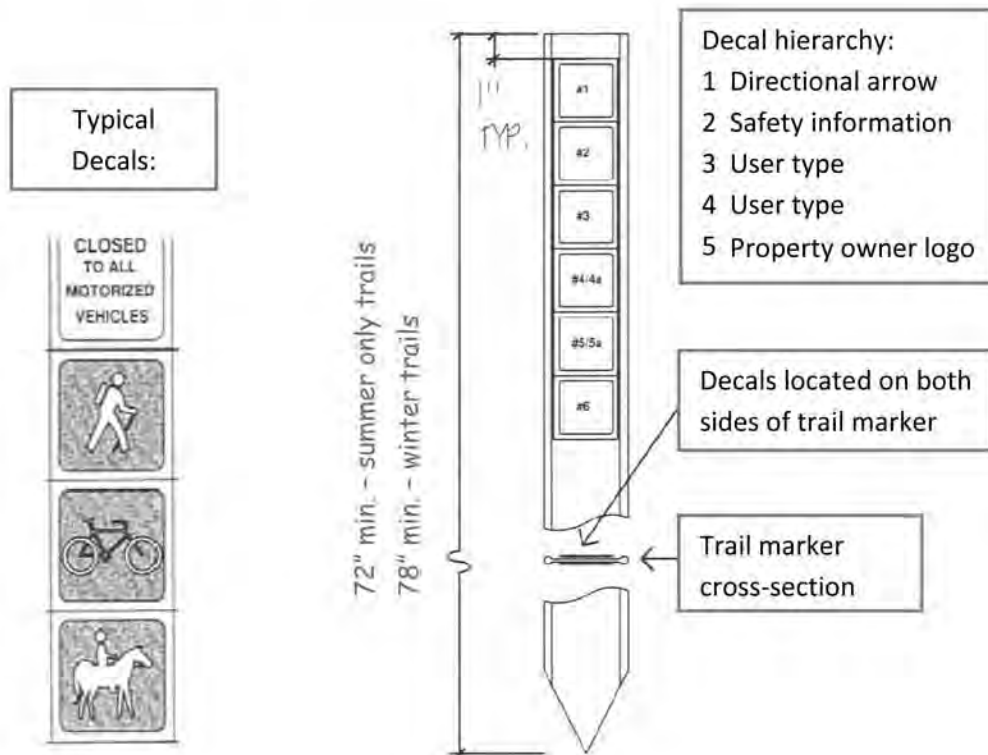 Typical
Decals:
CLOSED
TO ALL
MOTORIZED
VEHICLES
72" min. - summer only trails
78" min. - winter trails
1"
TYP.
#1
#2
#3
#4/4a
#5/5a
#6
Decal hierarchy:
1 Directional arrow
2 Safety information
3 User type
4 User type
5 Property owner logo
Decals located on both
sides of trail marker
Trail marker
cross-section